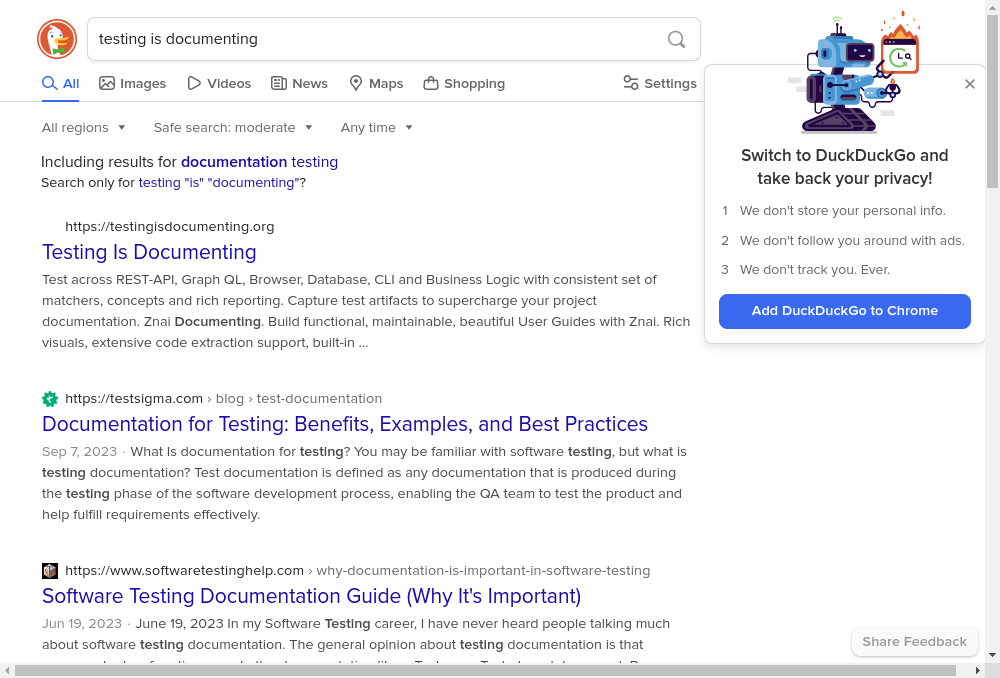 testing is documenting
All Images Videos News Maps Shopping Settings
All regions Safe search: moderate Any time
Including results for documentation testing
Search only for testing "is" "documenting"?
https://testingisdocumenting.org
Testing Is Documenting
Test across REST-API, Graph QL, Browser, Database, CLI and Business Logic with consistent set of
matchers, concepts and rich reporting. Capture test artifacts to supercharge your project
documentation. Znai Documenting. Build functional, maintainable, beautiful User Guides with Znai. Rich
visuals, extensive code extraction support, built-in ...
https://testsigma.com › blog › test-documentation
Documentation for Testing: Benefits, Examples, and Best Practices
Sep 7, 2023 · What Is documentation for testing? You may be familiar with software testing, but what is
testing documentation? Test documentation is defined as any documentation that is produced during
the testing phase of the software development process, enabling the QA team to test the product and
help fulfill requirements effectively.
https://www.softwaretestinghelp.com › why-documentation-is-important-in-software-testing
Software Testing Documentation Guide (Why It's Important)
Jun 19, 2023 · June 19, 2023 In my Software Testing career, I have never heard people talking much
about software testing documentation. The general opinion about testing documentation is that
Switch to DuckDuckGo and
take back your privacy!
1 We don't store your personal info.
2 We don't follow you around with ads.
3 We don't track you. Ever.
Add DuckDuckGo to Chrome
Share Feedback